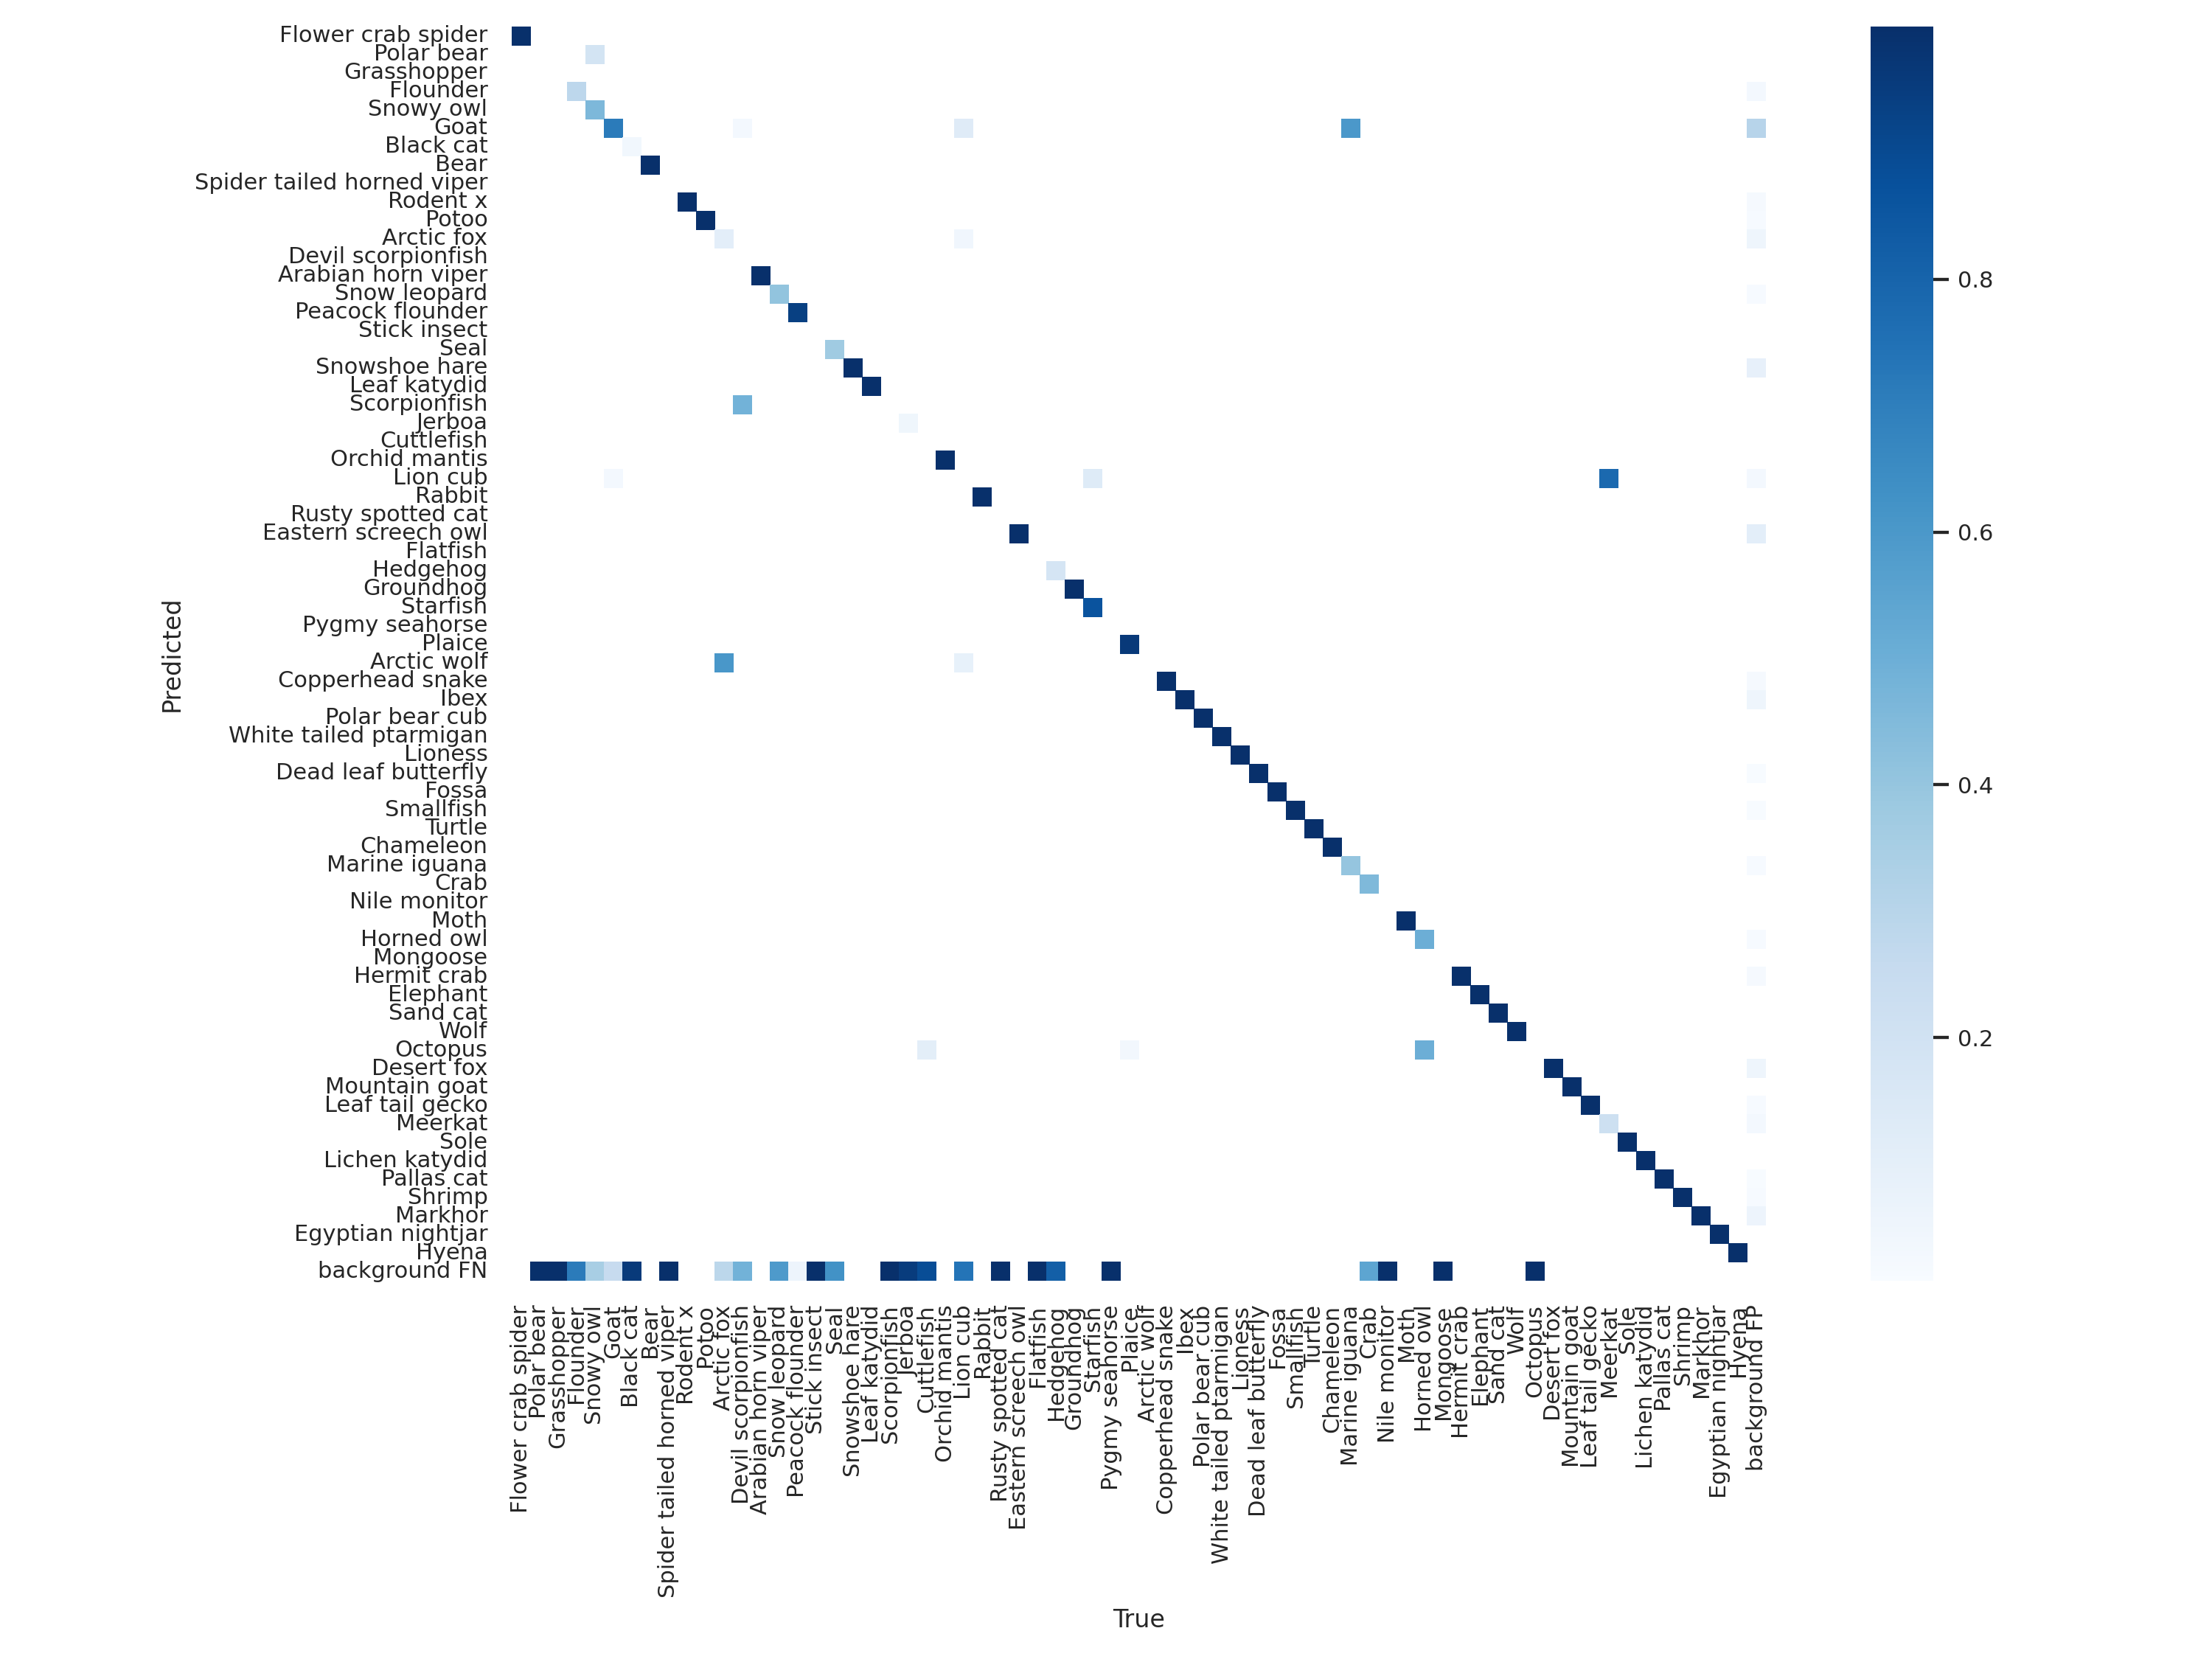 Flower crab spider
Polar bear
Grasshopper
Flounder
Snowy owl
Goat
Black cat
Bear
Spider tailed horned viper
Rodent x
Potoo
Arctic fox
Devil scorpionfish
Arabian horn viper
Snow leopard
Peacock flounder
Stick insect
Seal
Snowshoe hare
Leaf katydid
Scorpionfish
Jerboa
Cuttlefish
Orchid mantis
Lion cub
Rabbit
Rusty spotted cat
Eastern screech owl
Flatfish
Hedgehog
Groundhog
Starfish
Pygmy seahorse
Plaice
Arctic wolf
Copperhead snake
Ibex
Polar bear cub
White tailed ptarmigan
Lioness
Dead leaf butterfly
Fossa
Smallfish
Turtle
Chameleon
Marine iguana
Crab
Nile monitor
Moth
Horned owl
Mongoose
Hermit crab
Elephant
Sand cat
Wolf
Octopus
Desert fox
Mountain goat
Leaf tail gecko
Meerkat
Sole
Lichen katydid
Pallas cat
Shrimp
Markhor
Egyptian nightjar
Hyena
background FN
Predicted
Flower crab spider
Polar bear
Grasshopper
Flounder
Snowy owl
Goat
Black cat
Bear
Spider tailed horned viper
Rodent x
Potoo
Arctic fox
Devil scorpionfish
Arabian horn viper
Snow leopard
Peacock flounder
Stick insect
Seal
Snowshoe hare
Leaf katydid
Scorpionfish
Jerboa
Cuttlefish
Orchid mantis
Lion cub
Rabbit
Rusty spotted cat
Eastern screech owl
Flatfish
Hedgehog
Groundhog
Starfish
Pygmy seahorse
Plaice
Arctic wolf
Copperhead snake
Ibex
Polar bear cub
White tailed ptarmigan
Lioness
Dead leaf butterfly
Fossa
Smallfish
Turtle
Chameleon
Marine iguana
Crab
Nile monitor
Moth
Horned owl
Mongoose
Hermit crab
Elephant
Sand cat
Wolf
Octopus
Desert fox
Mountain goat
Leaf tail gecko
Meerkat
Sole
Lichen katydid
Pallas cat
Shrimp
Markhor
Egyptian nightjar
Hyena
background FP
True
0.8
0.6
0.4
0.2